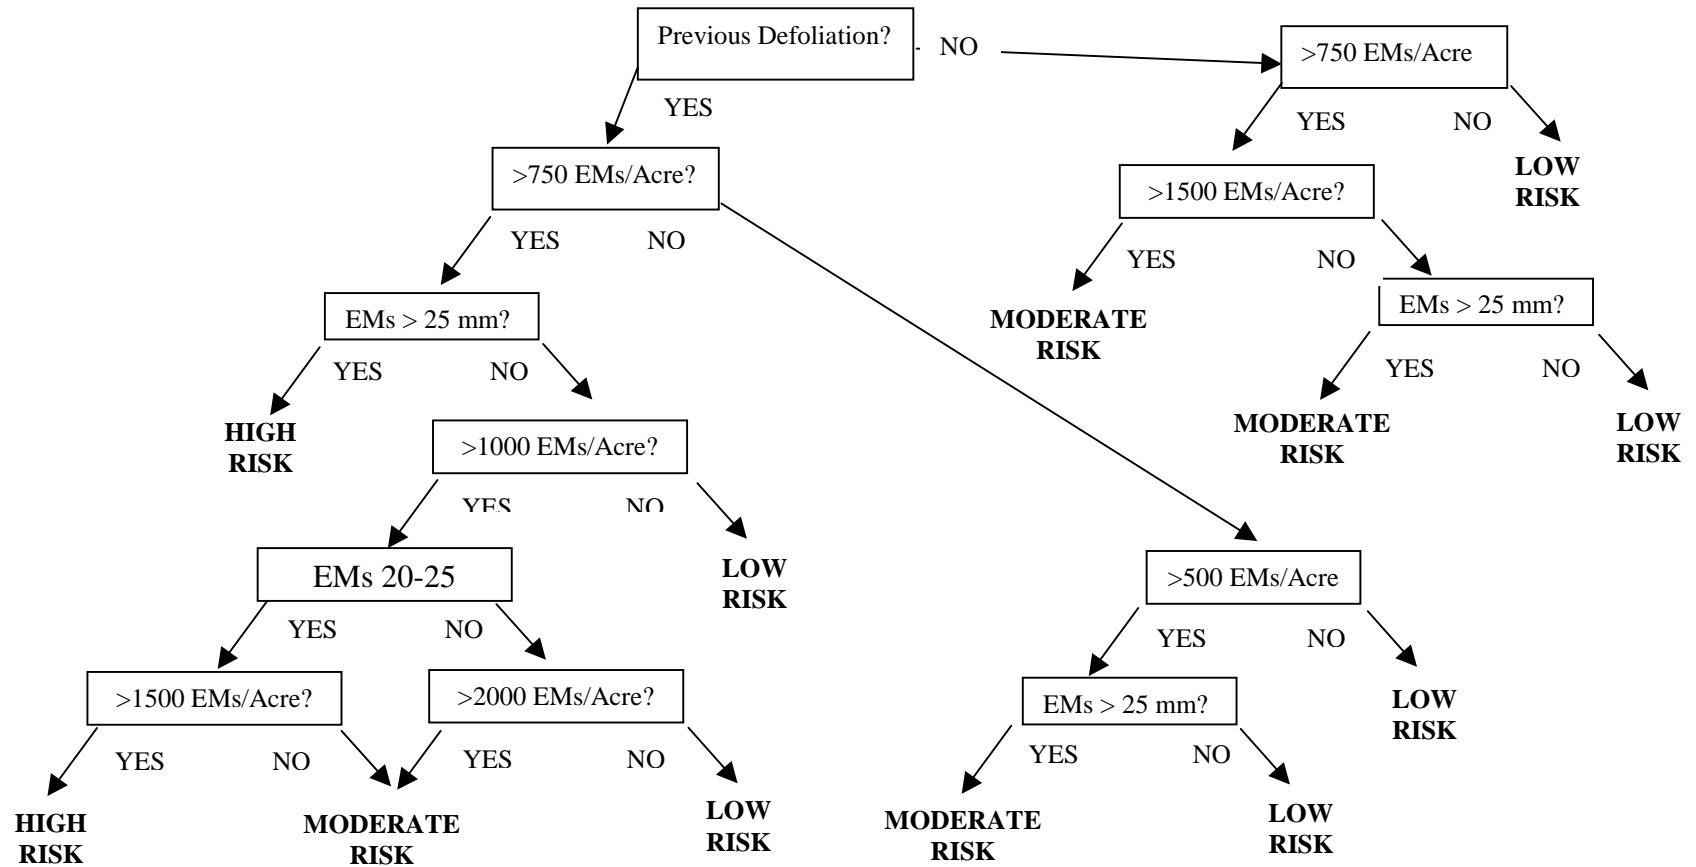 Previous Defoliation?
NO
>750 EMs/Acre
YES
YES
NO
LOW
RISK
>750 EMs/Acre?
>1500 EMs/Acre?
YES
NO
YES
NO
EMs > 25 mm?
MODERATE
RISK
EMs > 25 mm?
YES
NO
YES
NO
HIGH
RISK
MODERATE
RISK
LOW
RISK
>1000 EMs/Acre?
YES
NO
LOW
RISK
EMs 20-25
>500 EMs/Acre
YES
NO
YES
NO
LOW
RISK
>1500 EMs/Acre?
>2000 EMs/Acre?
EMs > 25 mm?
YES
NO
YES
NO
YES
NO
HIGH
RISK
MODERATE
RISK
LOW
RISK
MODERATE
RISK
LOW
RISK